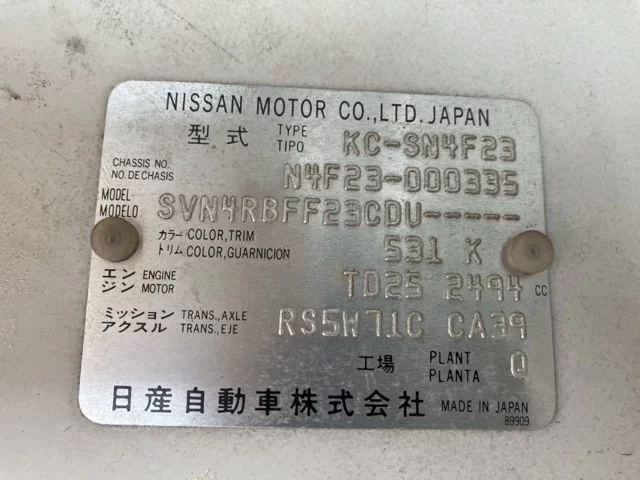 NISSAN MOTOR CO.,LTD. JAPAN
型式 TYPE TIPO KC-SN4F23
CHASSIS NO. NO. DE CHASIS N4F23-000335
MODEL MODELO SVN4RBFF23CDU-----
カラー COLOR, TRIM トリム COLOR, GUARNICION 531 K
エンジン ENGINE MOTOR TD25 2494 CC
ミッション TRANS., AXLE アクスル TRANS., EJE RS5W71C CA39
工場 PLANT PLANTA Q
日産自動車株式会社 MADE IN JAPAN
89909